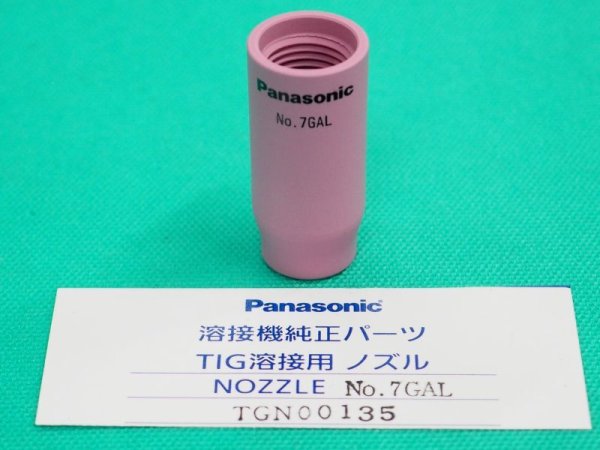 Panasonic
No.7GAL
Panasonic
溶接機純正パーツ
TIG溶接用 ノズル
NOZZLE No.7GAL
TGN00135